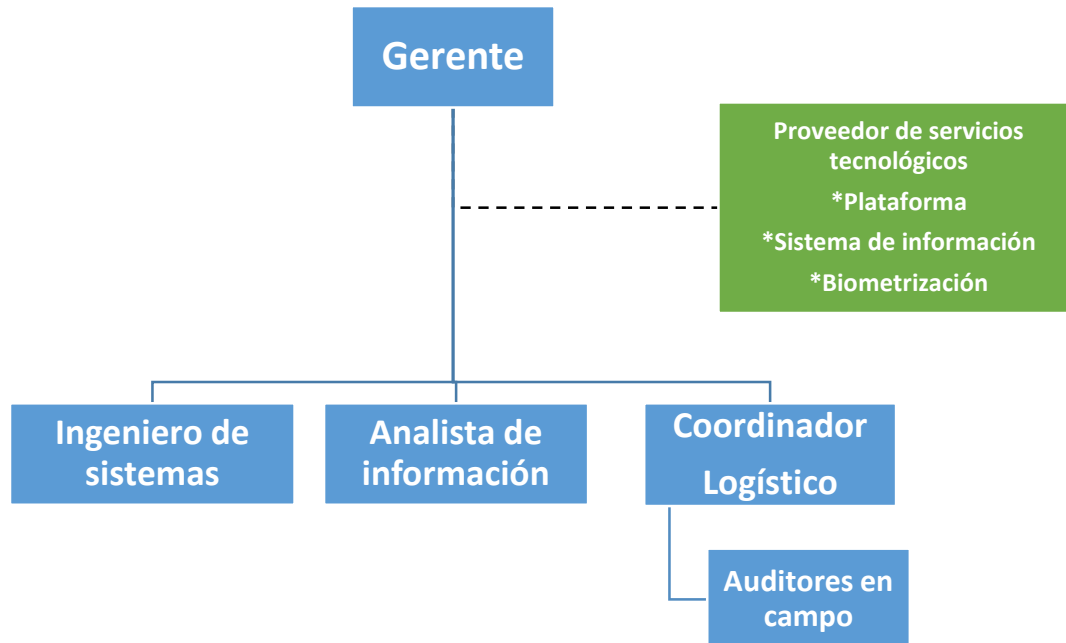 Gerente
Proveedor de servicios
tecnológicos
*Plataforma
*Sistema de información
*Biometrización
Ingeniero de
sistemas
Analista de
información
Coordinador
Logístico
Auditores en
campo